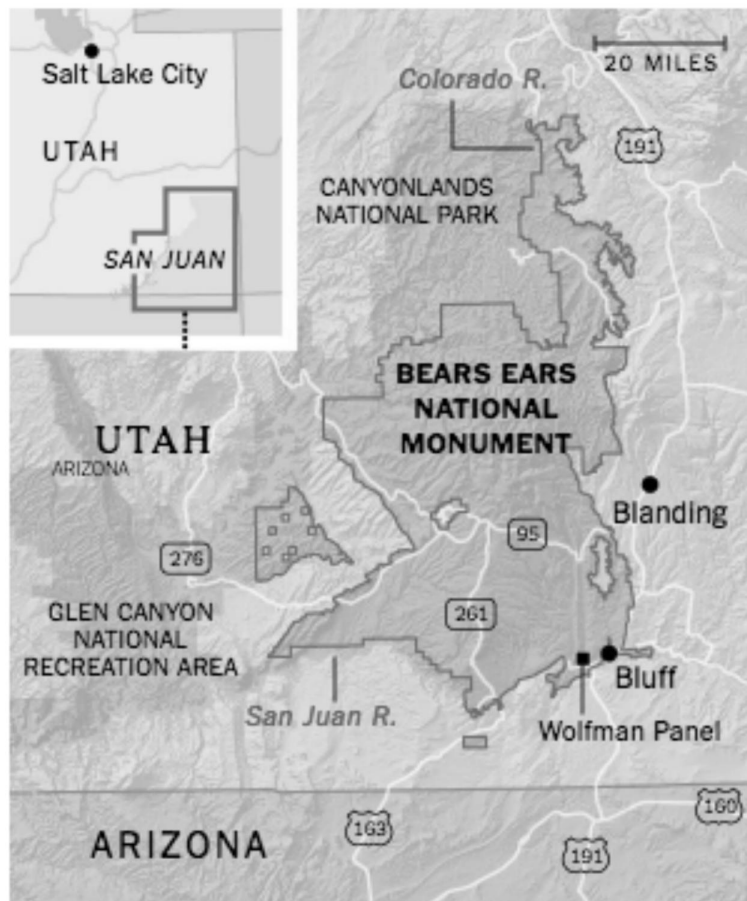 Salt Lake City
UTAH
SAN JUAN
20 MILES
Colorado R.
191
CANYONLANDS
NATIONAL PARK
BEARS EARS
NATIONAL
MONUMENT
UTAH
ARIZONA
Blanding
95
276
261
GLEN CANYON
NATIONAL
RECREATION AREA
Bluff
San Juan R.
Wolfman Panel
160
163
ARIZONA
191